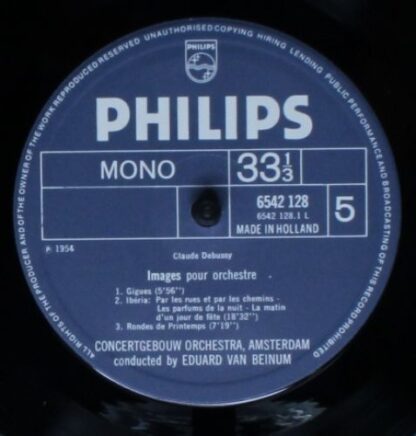 ALL RIGHTS OF THE PRODUCER AND OF THE OWNER OF THE WORK REPRODUCED RESERVED UNAUTHORISED COPYING HIRING LENDING PUBLIC PERFORMANCE AND BROADCASTING OF THIS RECORD PROHIBITED
PHILIPS
PHILIPS
MONO
33⅓
6542 128
6542 128.1 L
MADE IN HOLLAND
5
Ⓟ 1954
Claude Debussy
Images pour orchestre
1. Gigues (5'56'')
2. Ibéria: Par les rues et par les chemins -
Les parfums de la nuit - La matin
d'un jour de fête (18'32'')
3. Rondes de Printemps (7'19'')
CONCERTGEBOUW ORCHESTRA, AMSTERDAM
conducted by EDUARD VAN BEINUM